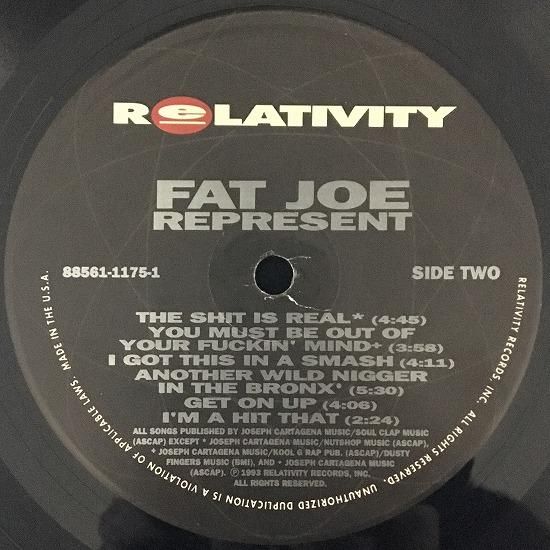 RELATIVITY
FAT JOE
REPRESENT
88561-1175-1
SIDE TWO
THE SHIT IS REAL* (4:45)
YOU MUST BE OUT OF
YOUR FUCKIN' MIND+ (3:58)
I GOT THIS IN A SMASH (4:11)
ANOTHER WILD NIGGER
IN THE BRONX' (5:30)
GET ON UP (4:06)
I'M A HIT THAT (2:24)
ALL SONGS PUBLISHED BY JOSEPH CARTAGENA MUSIC/SOUL CLAP MUSIC
(ASCAP) EXCEPT * JOSEPH CARTAGENA MUSIC/NUTSHOP MUSIC (ASCAP),
+ JOSEPH CARTAGENA MUSIC/KOOL G RAP PUB. (ASCAP)/DUSTY
FINGERS MUSIC (BMI), AND • JOSEPH CARTAGENA MUSIC
(ASCAP). ℗ 1993 RELATIVITY RECORDS, INC.
ALL RIGHTS RESERVED.
RELATIVITY RECORDS, INC. ALL RIGHTS RESERVED. UNAUTHORIZED DUPLICATION IS A VIOLATION OF APPLICABLE LAWS. MADE IN THE U.S.A.